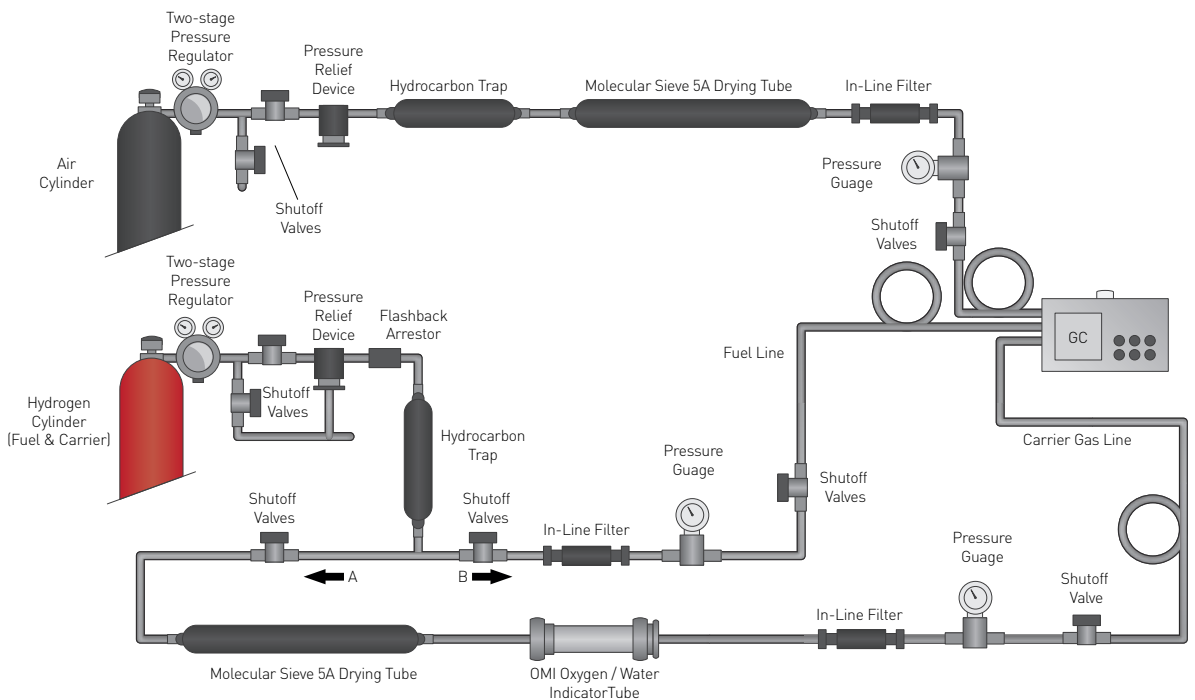 Two-stage
Pressure
Regulator
Pressure
Relief
Device
Hydrocarbon Trap
Molecular Sieve 5A Drying Tube
In-Line Filter
Air
Cylinder
Shutoff
Valves
Pressure
Guage
Shutoff
Valves
Two-stage
Pressure
Regulator
Pressure
Relief
Device
Flashback
Arrestor
Fuel Line
GC
Hydrogen
Cylinder
(Fuel & Carrier)
Shutoff
Valves
Hydrocarbon
Trap
Carrier Gas Line
Pressure
Guage
Shutoff
Valves
Shutoff
Valves
Shutoff
Valves
In-Line Filter
A
B
Pressure
Guage
Shutoff
Valve
In-Line Filter
Molecular Sieve 5A Drying Tube
OMI Oxygen / Water
IndicatorTube